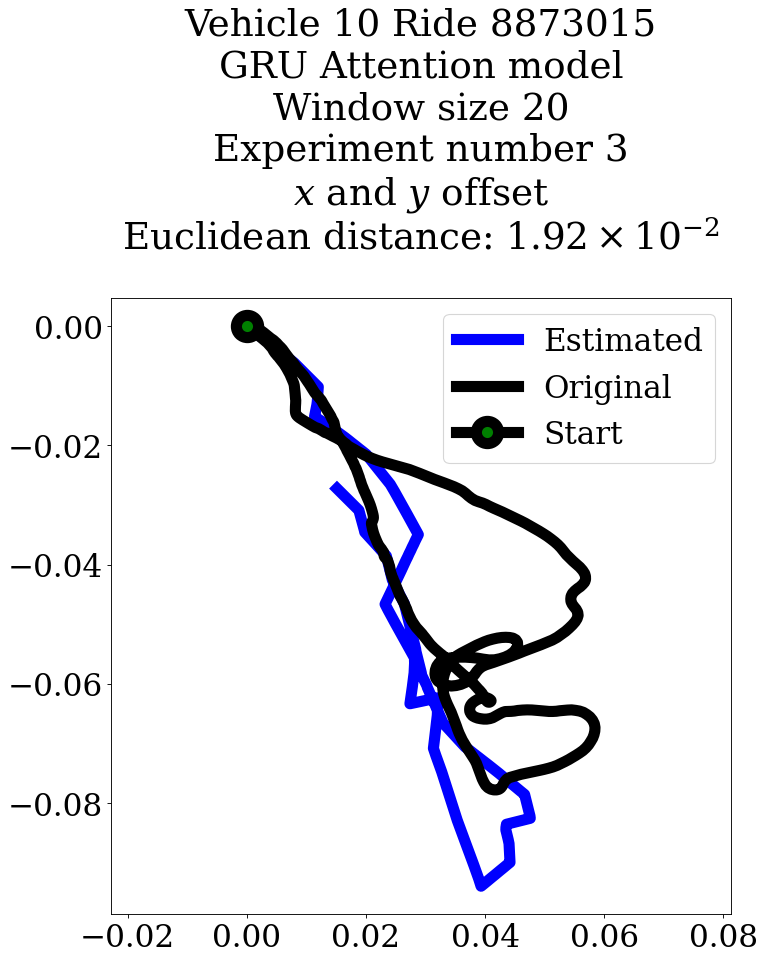 Vehicle 10 Ride 8873015
GRU Attention model
Window size 20
Experiment number 3
x and y offset
Euclidean distance: 1.92 × 10⁻²
Estimated
Original
Start
0.00
−0.02
−0.04
−0.06
−0.08
−0.02 0.00 0.02 0.04 0.06 0.08